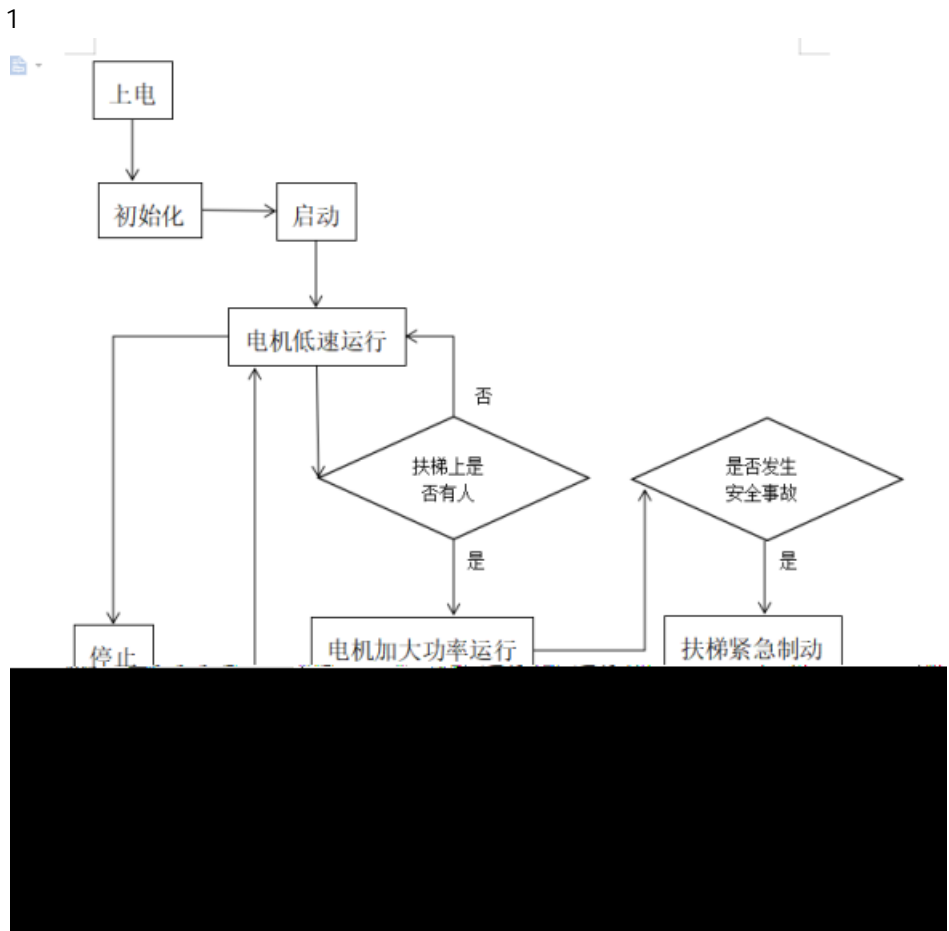 1
上电
初始化
启动
电机低速运行
否
扶梯上是
否有人
是否发生
安全事故
是
是
停止
电机加大功率运行
扶梯紧急制动